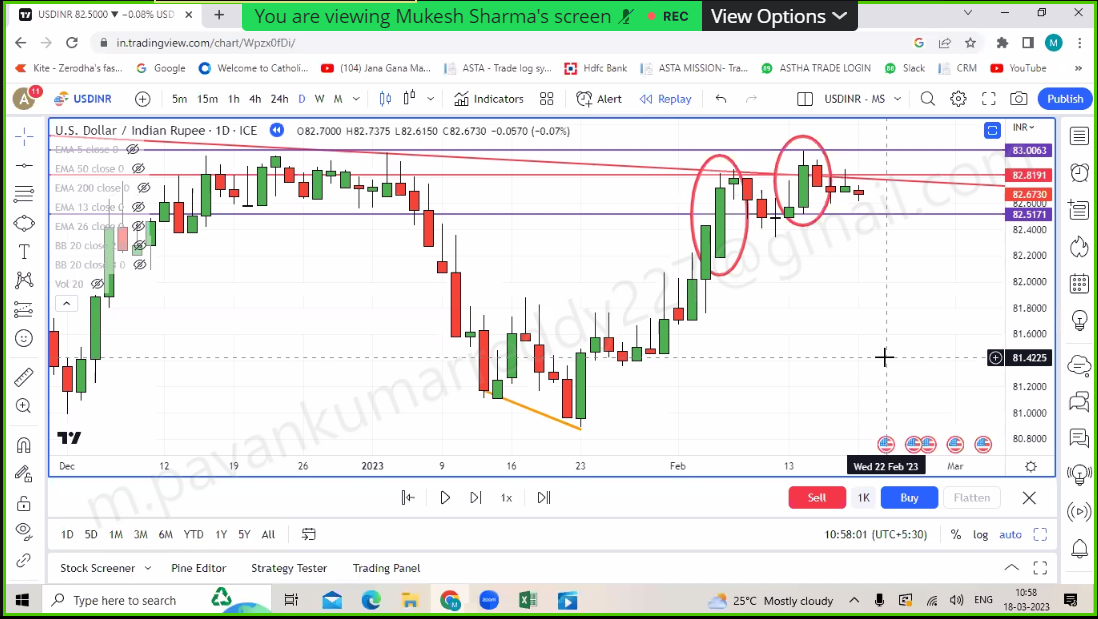 USDINR 82.5000 ▼ −0.08% USD
You are viewing Mukesh Sharma's screen
REC
View Options
in.tradingview.com/chart/Wpzx0fDi/
M
Kite - Zerodha's fas...
Google
Welcome to Catholi...
(104) Jana Gana Ma...
ASTA - Trade log sy...
Hdfc Bank
ASTA MISSION- Tra...
ASTHA TRADE LOGIN
Slack
CRM
YouTube
»
A
11
USDINR
5m 15m 1h 4h 24h D W M
Indicators
Alert
Replay
USDINR - MS
Publish
U.S. Dollar / Indian Rupee · 1D · ICE
O82.7000 H82.7375 L82.6150 C82.6730 −0.0570 (−0.07%)
INR
EMA 5 close 0
EMA 50 close 0
EMA 200 close 0
EMA 13 close 0
EMA 26 close 0
BB 20 close 2 0
BB 20 close 3 0
Vol 20
83.0063
82.8191
82.6730
82.6000
82.5171
82.4000
82.2000
82.0000
81.8000
81.6000
81.4225
81.2000
81.0000
80.8000
m.pavankumarreddy227@gmail.com
Dec 12 19 26 2023 9 16 23 Feb 13 Wed 22 Feb '23 Mar
1x
Sell
1K
Buy
Flatten
1D 5D 1M 3M 6M YTD 1Y 5Y All
10:58:01 (UTC+5:30)
% log auto
Stock Screener
Pine Editor
Strategy Tester
Trading Panel
Type here to search
zoom
25°C Mostly cloudy
ENG
10:58
18-03-2023